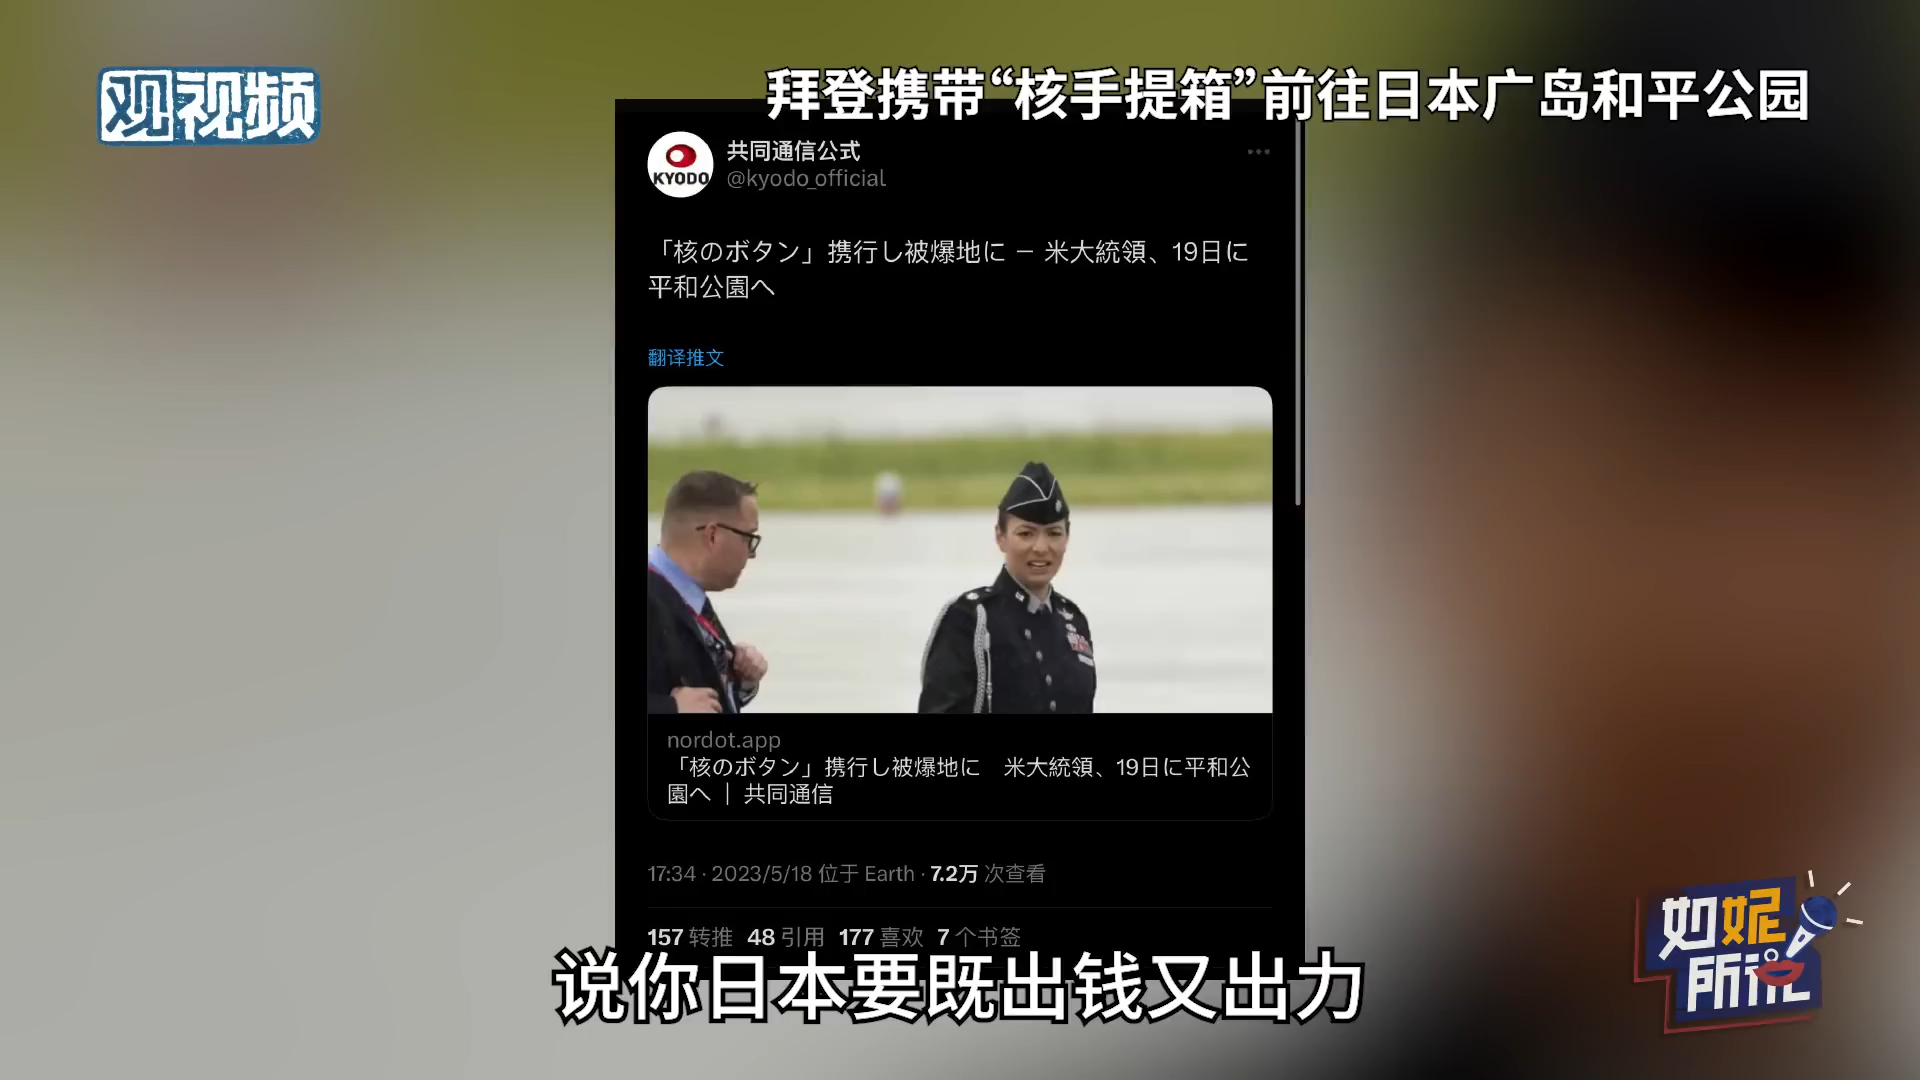 观视频
拜登携带“核手提箱”前往日本广岛和平公园
KYODO
共同通信公式
@kyodo_official
「核のボタン」携行し被爆地に － 米大統領、19日に
平和公園へ
翻译推文
nordot.app
「核のボタン」携行し被爆地に　米大統領、19日に平和公
園へ ｜ 共同通信
17:34 · 2023/5/18 位于 Earth · 7.2万 次查看
157 转推 48 引用 177 喜欢 7 个书签
说你日本要既出钱又出力
如妮
所说